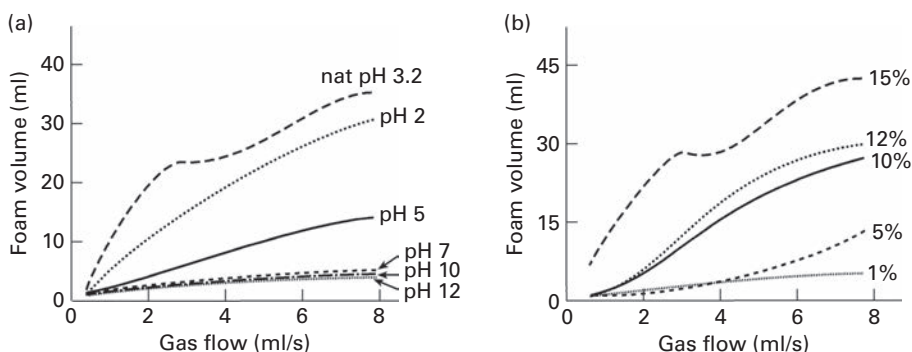 (a)
40
30
20
10
0
0 2 4 6 8
Foam volume (ml)
Gas flow (ml/s)
nat pH 3.2
pH 2
pH 5
pH 7
pH 10
pH 12
(b)
45
30
15
0
0 2 4 6 8
Foam volume (ml)
Gas flow (ml/s)
15%
12%
10%
5%
1%